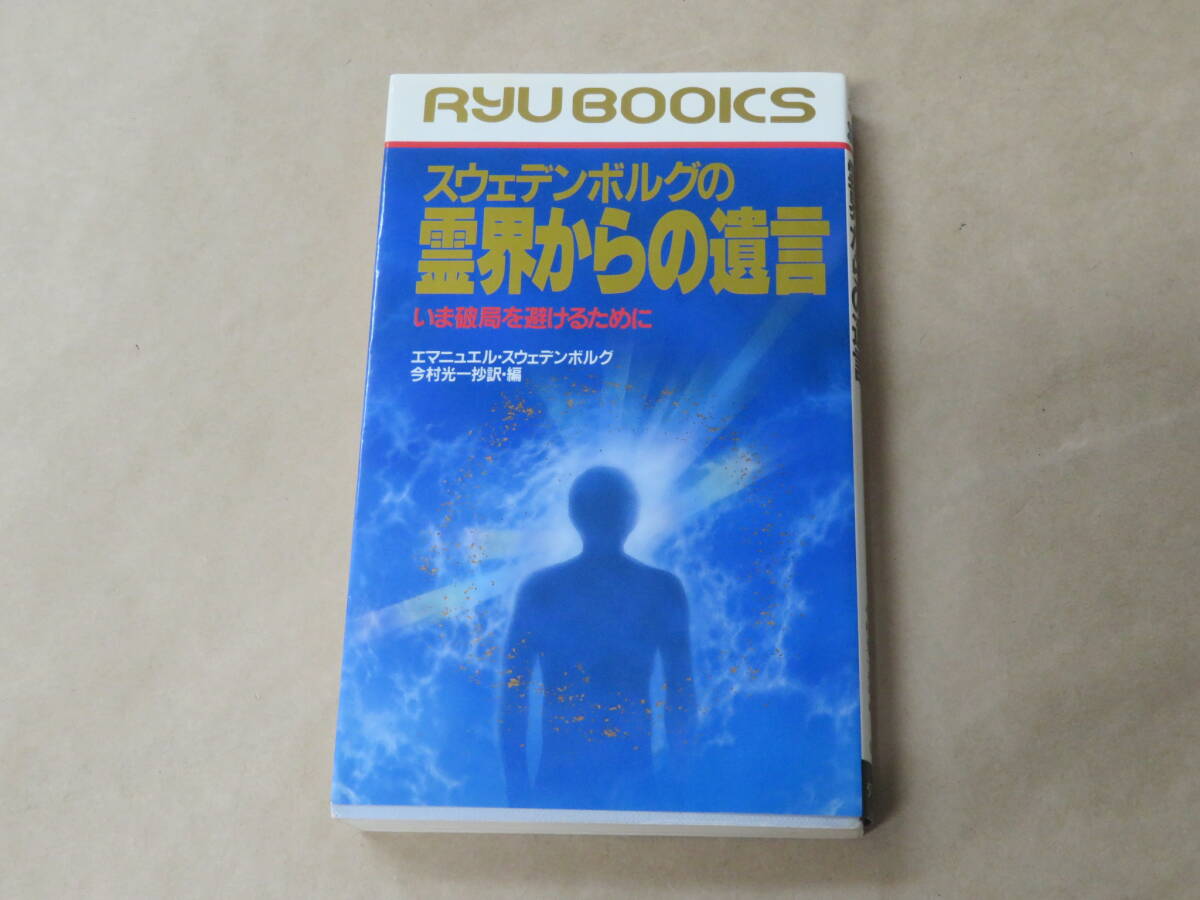 RYU BOOKS
スウェデンボルグの
霊界からの遺言
いま破局を避けるために
エマニュエル・スウェデンボルグ
今村光一抄訳・編